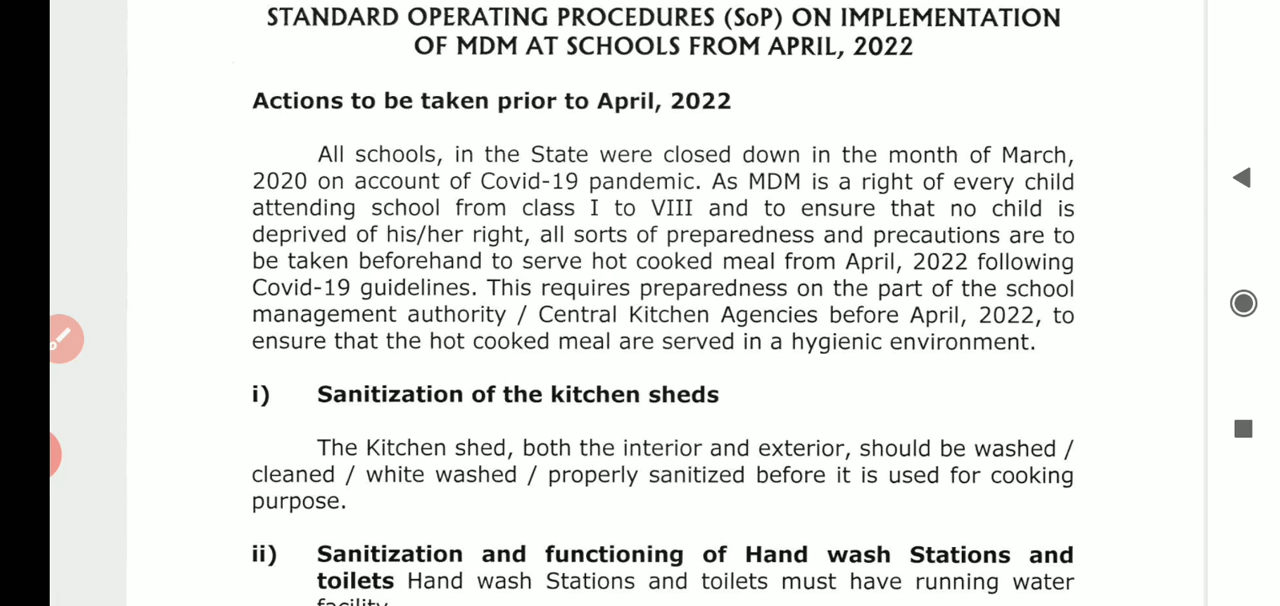 STANDARD OPERATING PROCEDURES (SoP) ON IMPLEMENTATION
OF MDM AT SCHOOLS FROM APRIL, 2022
Actions to be taken prior to April, 2022
All schools, in the State were closed down in the month of March,
2020 on account of Covid-19 pandemic. As MDM is a right of every child
attending school from class I to VIII and to ensure that no child is
deprived of his/her right, all sorts of preparedness and precautions are to
be taken beforehand to serve hot cooked meal from April, 2022 following
Covid-19 guidelines. This requires preparedness on the part of the school
management authority / Central Kitchen Agencies before April, 2022, to
ensure that the hot cooked meal are served in a hygienic environment.
i) Sanitization of the kitchen sheds
The Kitchen shed, both the interior and exterior, should be washed /
cleaned / white washed / properly sanitized before it is used for cooking
purpose.
ii) Sanitization and functioning of Hand wash Stations and
toilets Hand wash Stations and toilets must have running water
facility